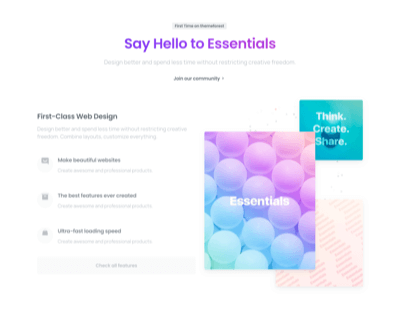 First Time on themeforest
Say Hello to Essentials
Design better and spend less time without restricting creative freedom.
Join our community
First-Class Web Design
Design better and spend less time without restricting creative
freedom. Combine layouts, customize everything.
Make beautiful websites
Create awesome and professional products
The best features ever created
Create awesome and professional products
Ultra-fast loading speed
Create awesome and professional products
Check all features
Think.
Create.
Share.
Essentials